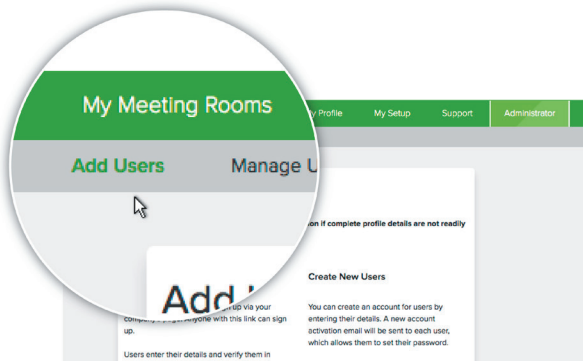 My Meeting Rooms
My Profile My Setup Support Administrator
Add Users Manage U
on if complete profile details are not readily
Create New Users
Add
up via your
anyone with this link can sign
up.
Users enter their details and verify them in
You can create an account for users by
entering their details. A new account
activation email will be sent to each user,
which allows them to set their password.